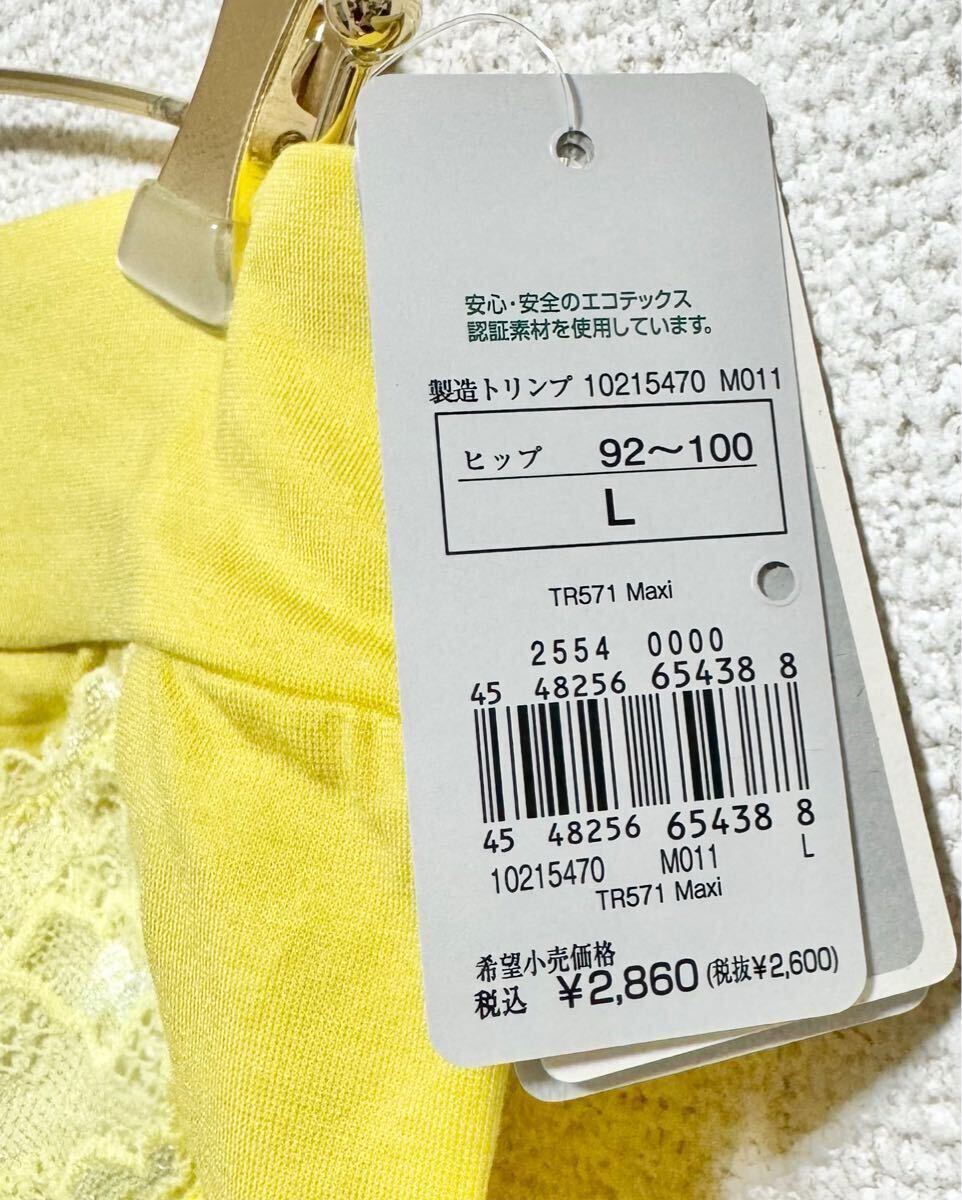 安心・安全のエコテックス
認証素材を使用しています。
製造トリンプ 10215470 M011
ヒップ 92～100
L
TR571 Maxi
2554 0000
45 48256 65438 8
45 48256 65438 8
10215470 M011 L
TR571 Maxi
希望小売価格
税込 ¥2,860(税抜¥2,600)